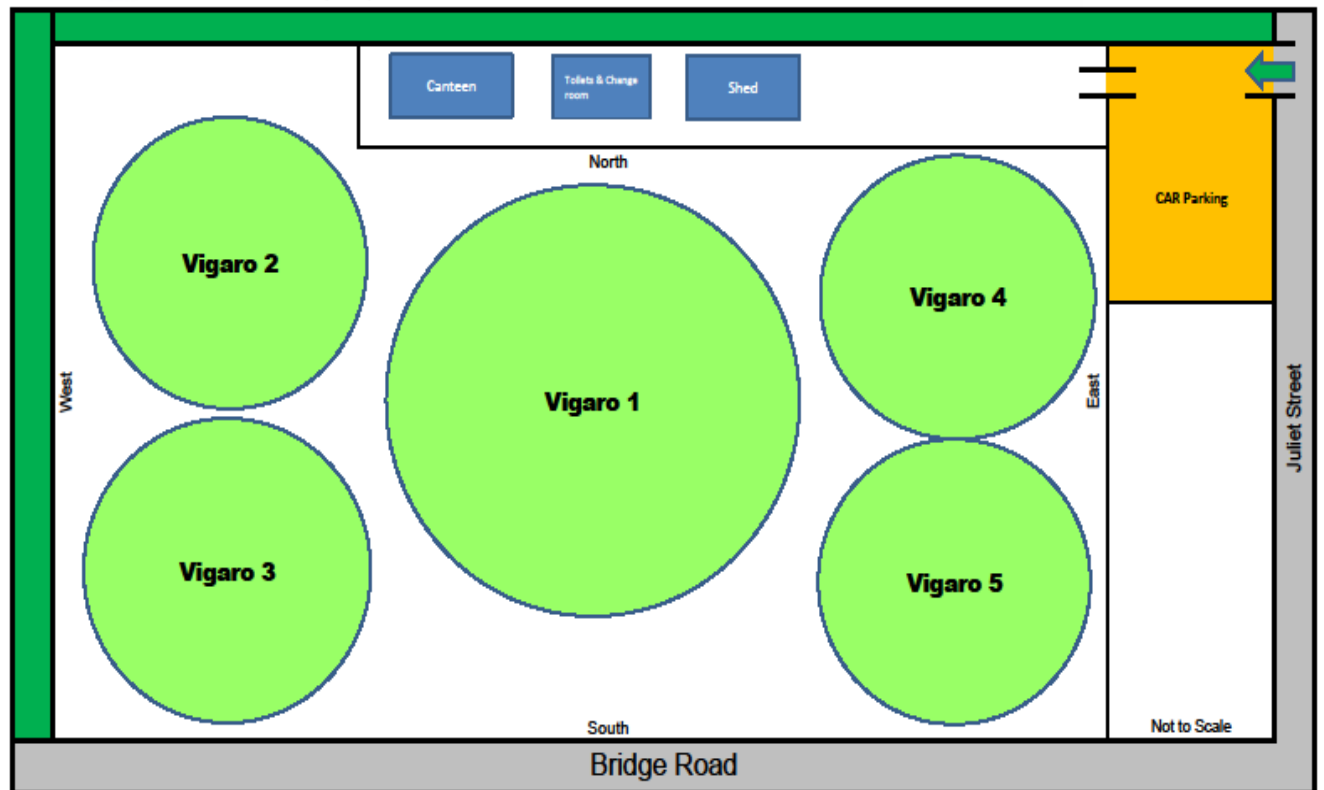 Canteen
Toilets & Change
room
Shed
North
CAR Parking
Vigaro 2
Vigaro 4
West
Vigaro 1
East
Juliet Street
Vigaro 3
Vigaro 5
South
Not to Scale
Bridge Road